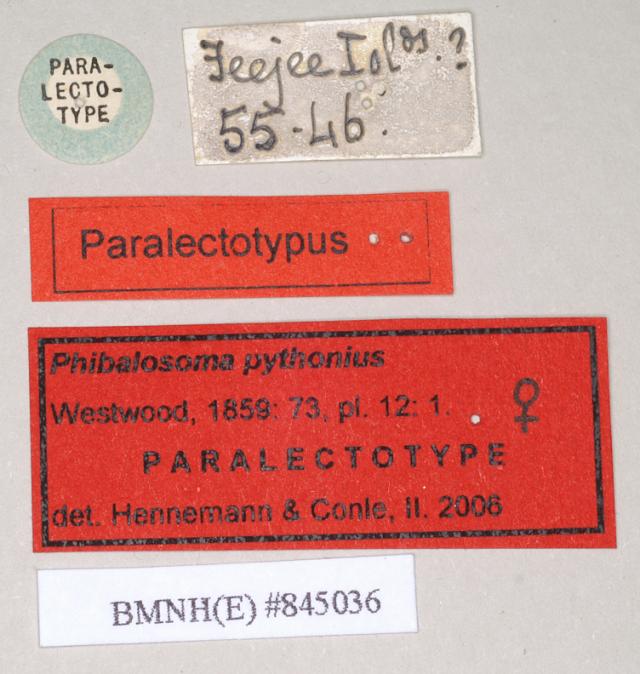 PARA-
LECTO-
TYPE
Feejee Islds. ?
55.46.
Paralectotypus
Phibalosoma pythonius
Westwood, 1859: 73, pl. 12: 1. ♀
PARALECTOTYPE
det. Hennemann & Conle, II. 2006
BMNH(E) #845036